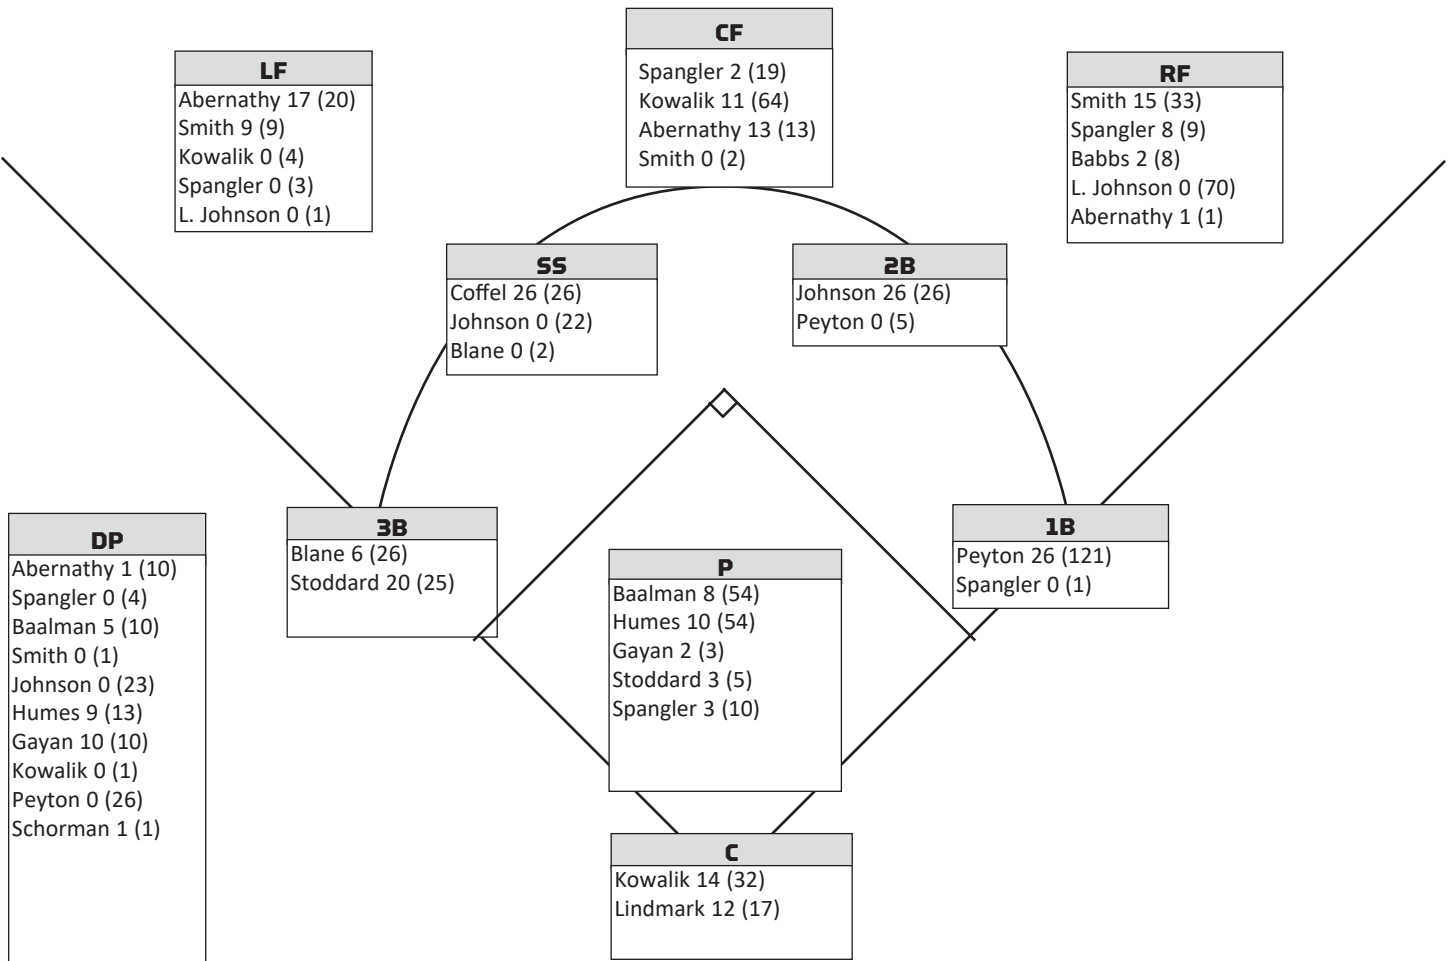 CF
Spangler 2 (19)
Kowalik 11 (64)
Abernathy 13 (13)
Smith 0 (2)
LF
Abernathy 17 (20)
Smith 9 (9)
Kowalik 0 (4)
Spangler 0 (3)
L. Johnson 0 (1)
RF
Smith 15 (33)
Spangler 8 (9)
Babbs 2 (8)
L. Johnson 0 (70)
Abernathy 1 (1)
SS
Coffel 26 (26)
Johnson 0 (22)
Blane 0 (2)
2B
Johnson 26 (26)
Peyton 0 (5)
3B
Blane 6 (26)
Stoddard 20 (25)
1B
Peyton 26 (121)
Spangler 0 (1)
DP
Abernathy 1 (10)
Spangler 0 (4)
Baalman 5 (10)
Smith 0 (1)
Johnson 0 (23)
Humes 9 (13)
Gayan 10 (10)
Kowalik 0 (1)
Peyton 0 (26)
Schorman 1 (1)
P
Baalman 8 (54)
Humes 10 (54)
Gayan 2 (3)
Stoddard 3 (5)
Spangler 3 (10)
C
Kowalik 14 (32)
Lindmark 12 (17)